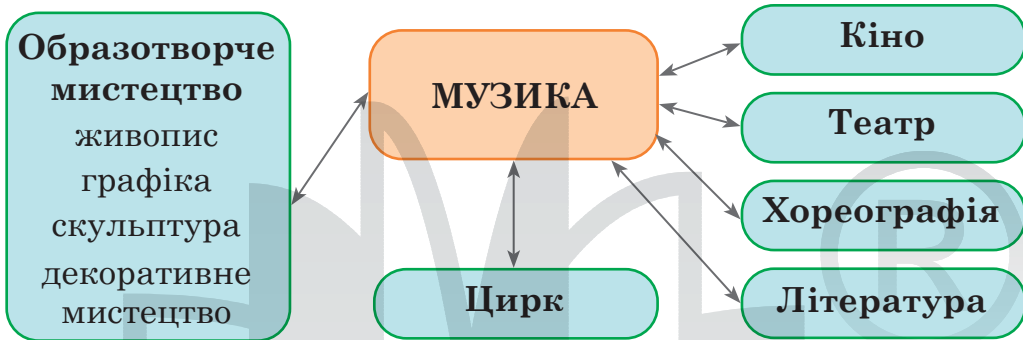 Образотворче
мистецтво
живопис
графіка
скульптура
декоративне
мистецтво
МУЗИКА
Цирк
Кіно
Театр
Хореографія
Література
®